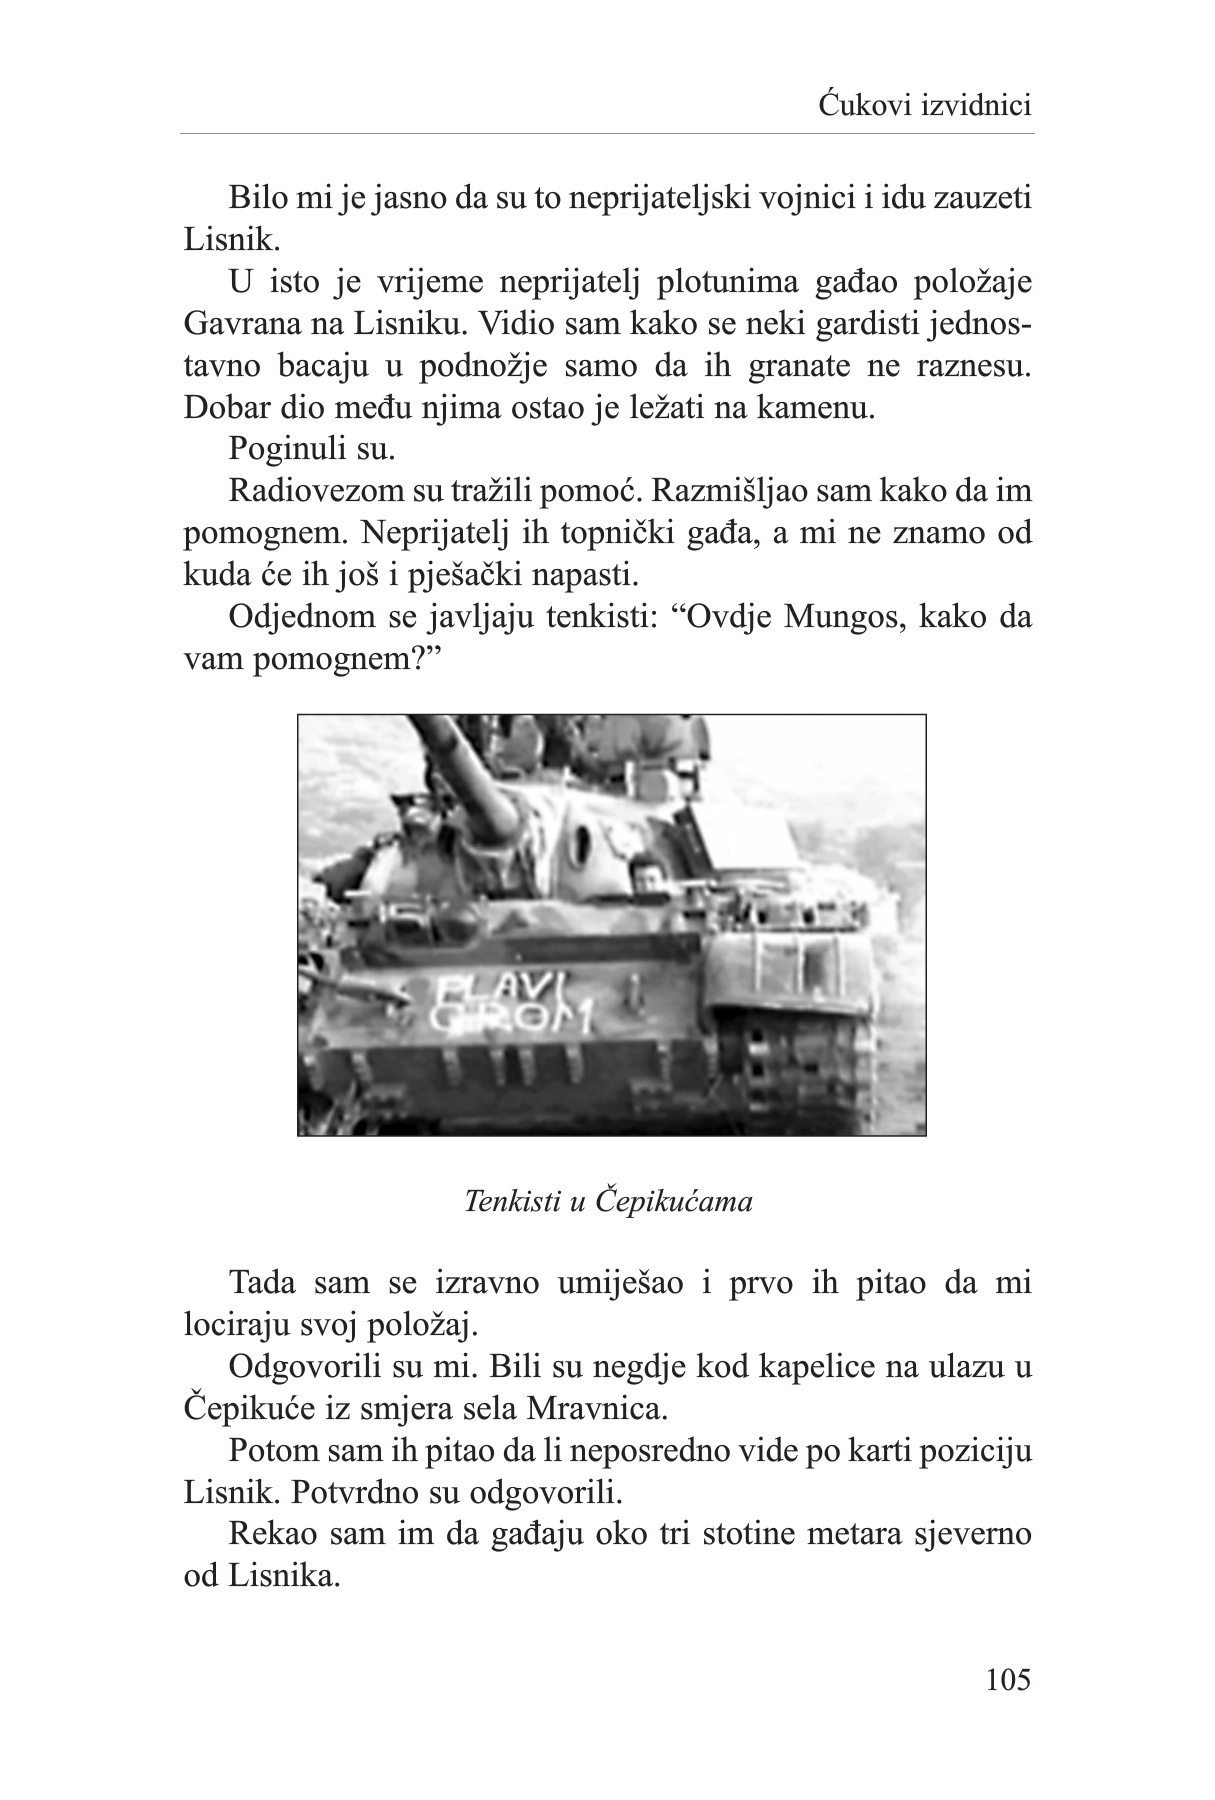 Ćukovi izvidnici
Bilo mi je jasno da su to neprijateljski vojnici i idu zauzeti
Lisnik.
U isto je vrijeme neprijatelj plotunima gađao položaje
Gavrana na Lisniku. Vidio sam kako se neki gardisti jednos-
tavno bacaju u podnožje samo da ih granate ne raznesu.
Dobar dio među njima ostao je ležati na kamenu.
Poginuli su.
Radiovezom su tražili pomoć. Razmišljao sam kako da im
pomognem. Neprijatelj ih topnički gađa, a mi ne znamo od
kuda će ih još i pješački napasti.
Odjednom se javljaju tenkisti: “Ovdje Mungos, kako da
vam pomognem?”
PLAVI
GROM
Tenkisti u Čepikućama
Tada sam se izravno umiješao i prvo ih pitao da mi
lociraju svoj položaj.
Odgovorili su mi. Bili su negdje kod kapelice na ulazu u
Čepikuće iz smjera sela Mravnica.
Potom sam ih pitao da li neposredno vide po karti poziciju
Lisnik. Potvrdno su odgovorili.
Rekao sam im da gađaju oko tri stotine metara sjeverno
od Lisnika.
105